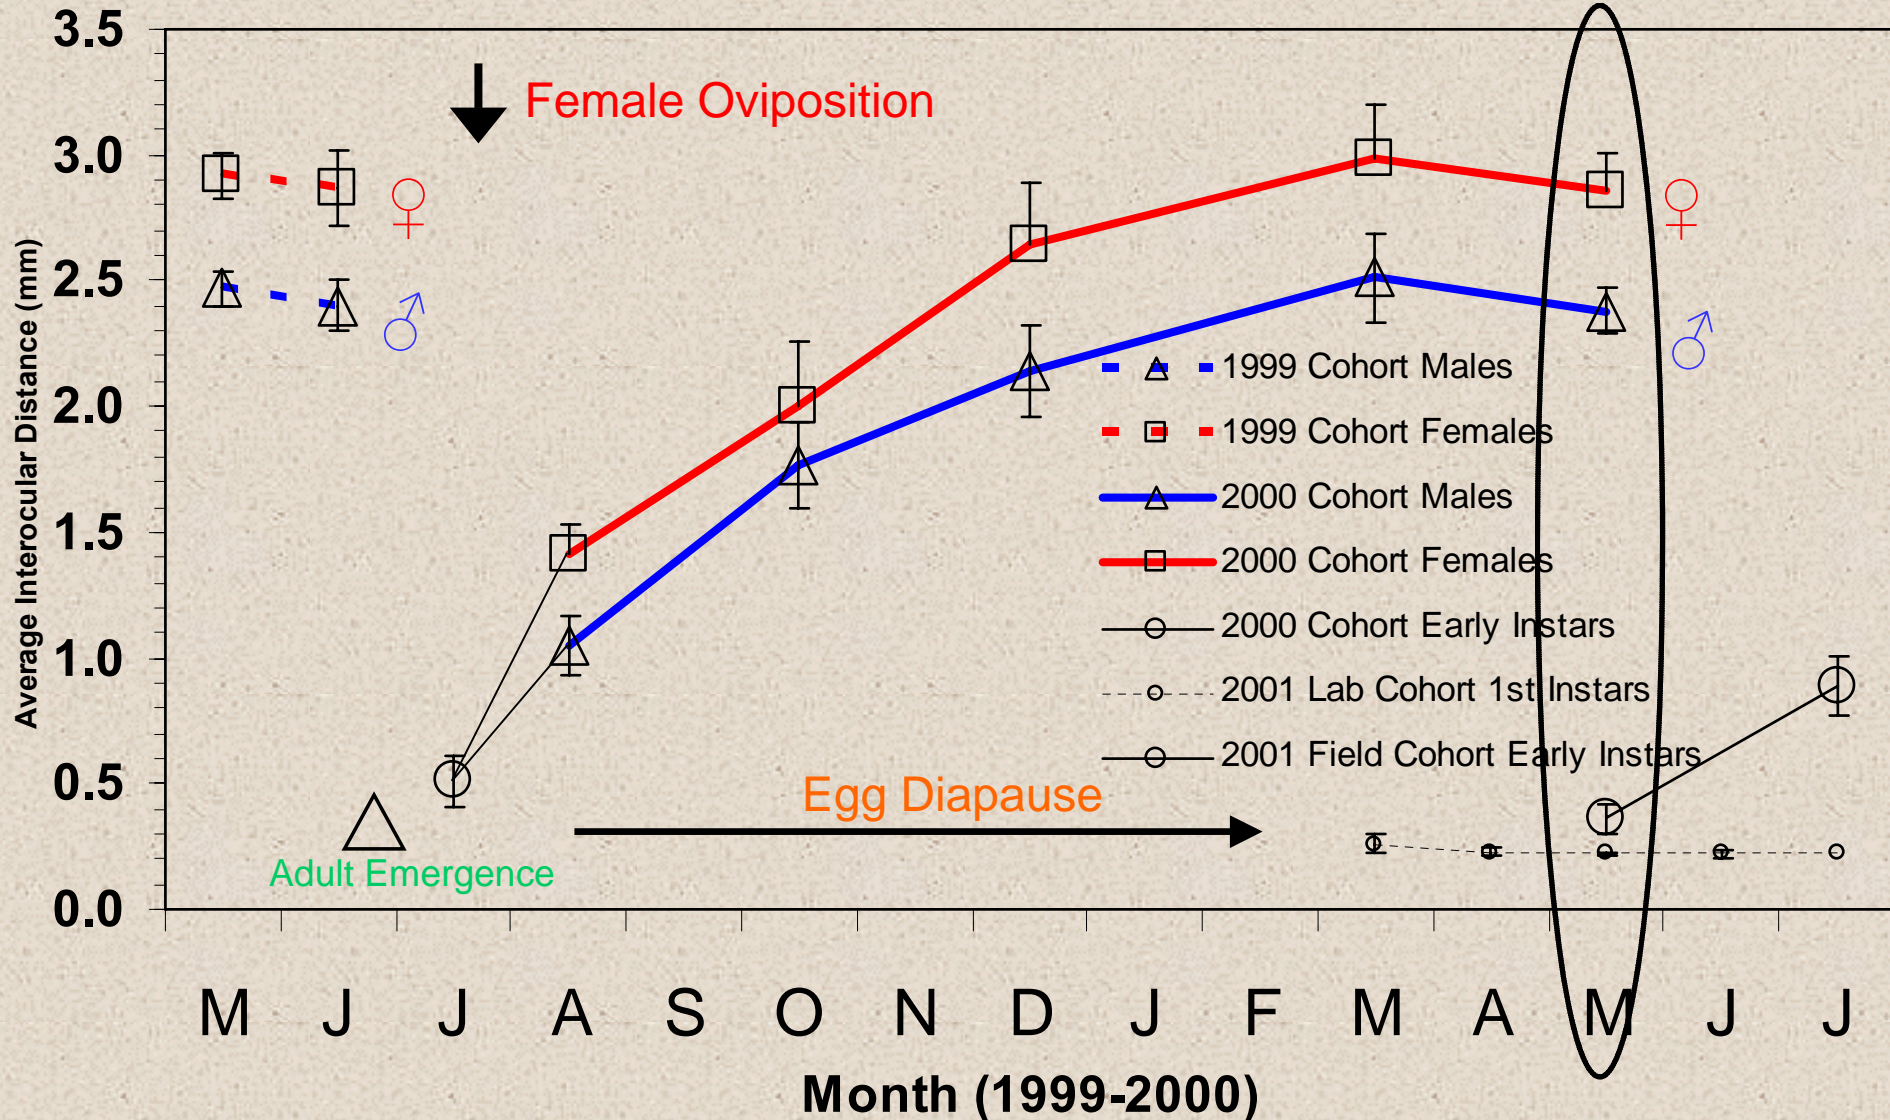 3.5
3.0
2.5
2.0
1.5
1.0
0.5
0.0
Average Interocular Distance (mm)
Female Oviposition
♀
♂
♀
♂
1999 Cohort Males
1999 Cohort Females
2000 Cohort Males
2000 Cohort Females
2000 Cohort Early Instars
2001 Lab Cohort 1st Instars
2001 Field Cohort Early Instars
Egg Diapause
Adult Emergence
M J J A S O N D J F M A M J J
Month (1999-2000)